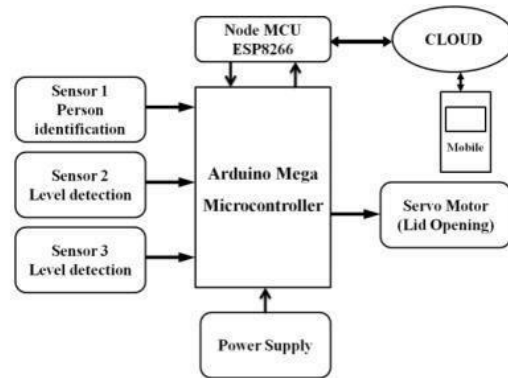 Node MCU
ESP8266
CLOUD
Sensor 1
Person
identification
Mobile
Sensor 2
Level detection
Arduino Mega
Microcontroller
Servo Motor
(Lid Opening)
Sensor 3
Level detection
Power Supply